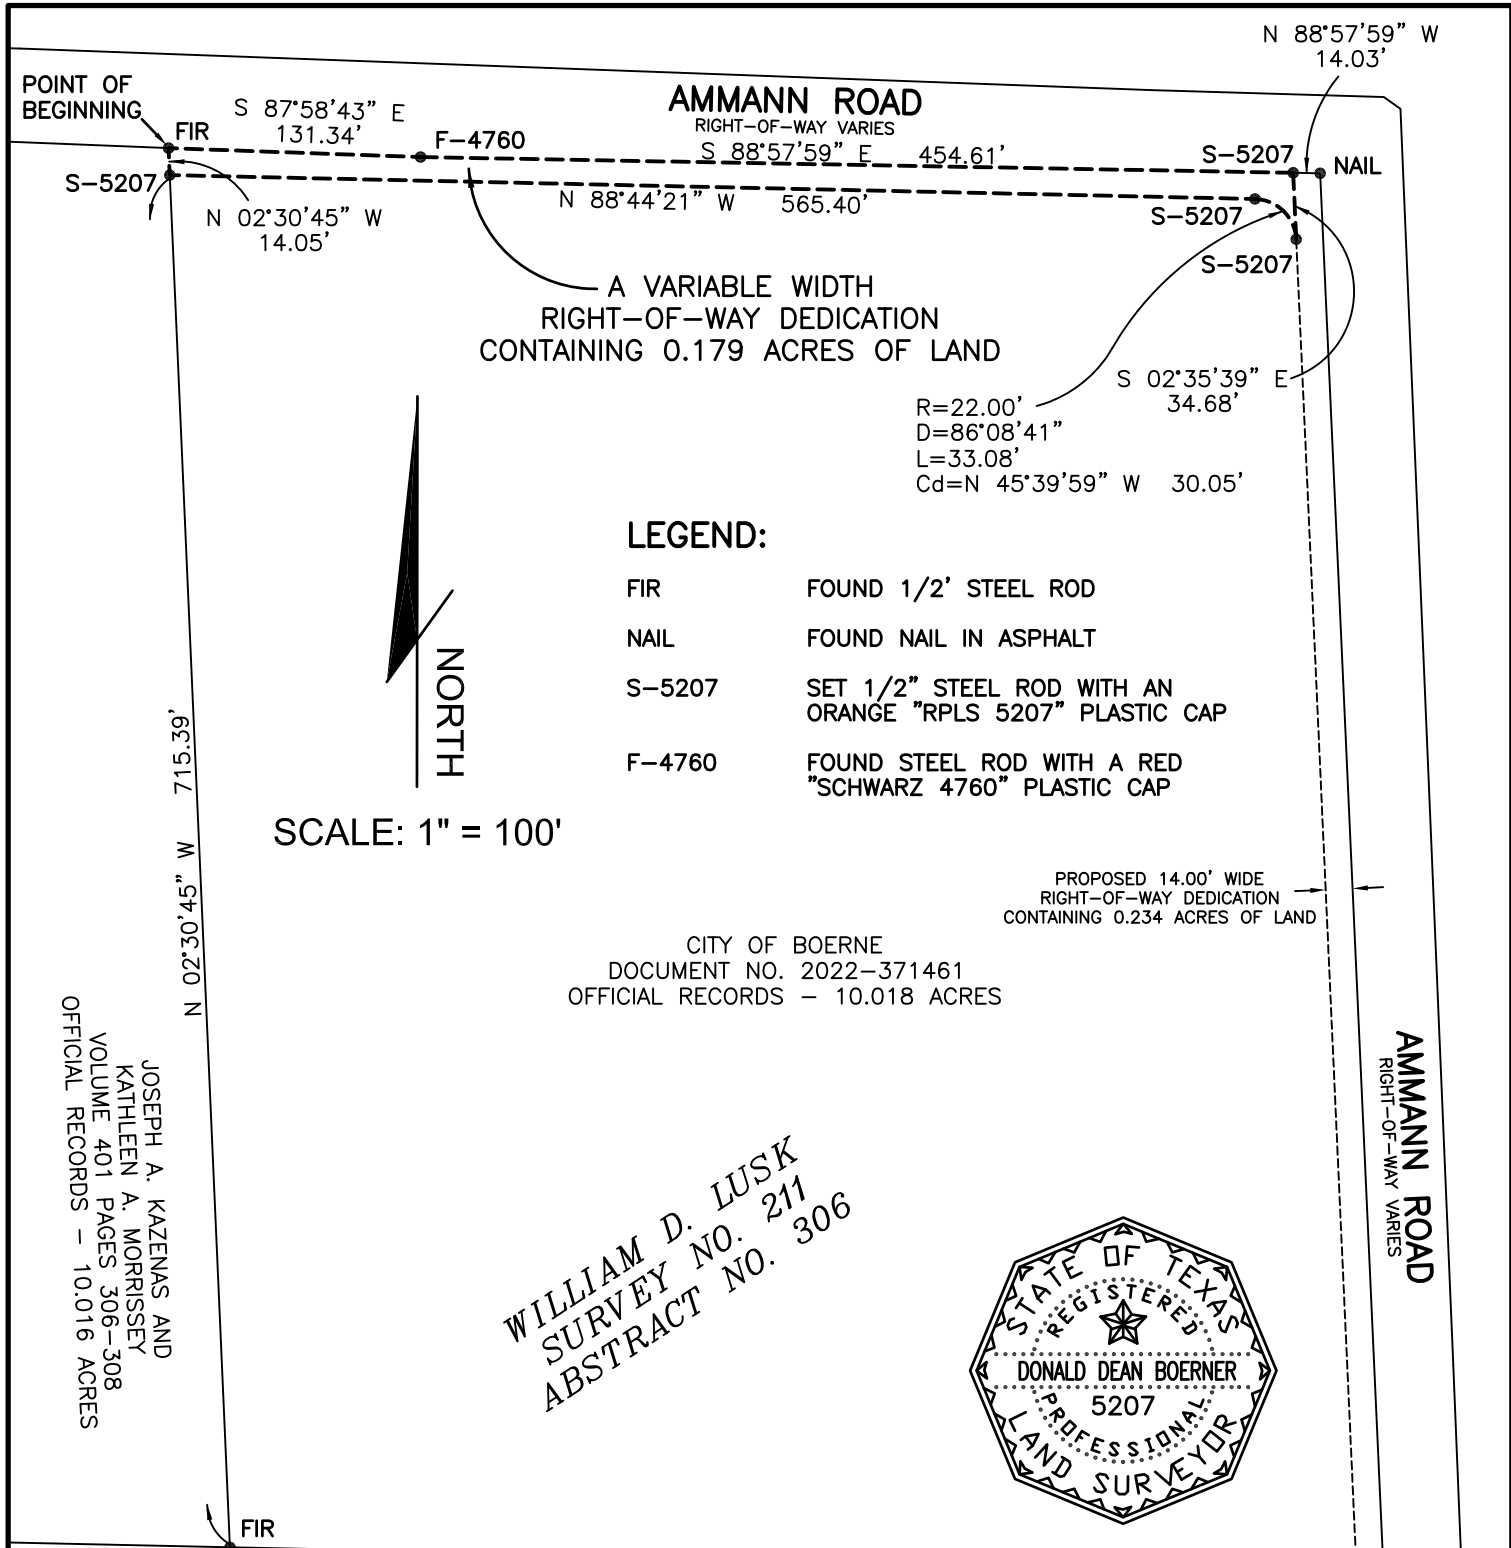 N 88°57'59" W
14.03'
POINT OF
BEGINNING
FIR
S 87°58'43" E
131.34'
F-4760
AMMANN ROAD
RIGHT-OF-WAY VARIES
S 88°57'59" E 454.61'
S-5207
NAIL
S-5207
N 02°30'45" W
14.05'
N 88°44'21" W 565.40'
S-5207
S-5207
A VARIABLE WIDTH
RIGHT-OF-WAY DEDICATION
CONTAINING 0.179 ACRES OF LAND
S 02°35'39" E
34.68'
R=22.00'
D=86°08'41"
L=33.08'
Cd=N 45°39'59" W 30.05'
NORTH
SCALE: 1" = 100'
LEGEND:
FIR FOUND 1/2' STEEL ROD
NAIL FOUND NAIL IN ASPHALT
S-5207 SET 1/2" STEEL ROD WITH AN
ORANGE "RPLS 5207" PLASTIC CAP
F-4760 FOUND STEEL ROD WITH A RED
"SCHWARZ 4760" PLASTIC CAP
N 02°30'45" W 715.39'
PROPOSED 14.00' WIDE
RIGHT-OF-WAY DEDICATION
CONTAINING 0.234 ACRES OF LAND
CITY OF BOERNE
DOCUMENT NO. 2022-371461
OFFICIAL RECORDS - 10.018 ACRES
JOSEPH A. KAZENAS AND
KATHLEEN A. MORRISSEY
VOLUME 401 PAGES 306-308
OFFICIAL RECORDS - 10.016 ACRES
AMMANN ROAD
RIGHT-OF-WAY VARIES
WILLIAM D. LUSK
SURVEY NO. 211
ABSTRACT NO. 306
STATE OF TEXAS
REGISTERED
DONALD DEAN BOERNER
5207
PROFESSIONAL
LAND SURVEYOR
FIR